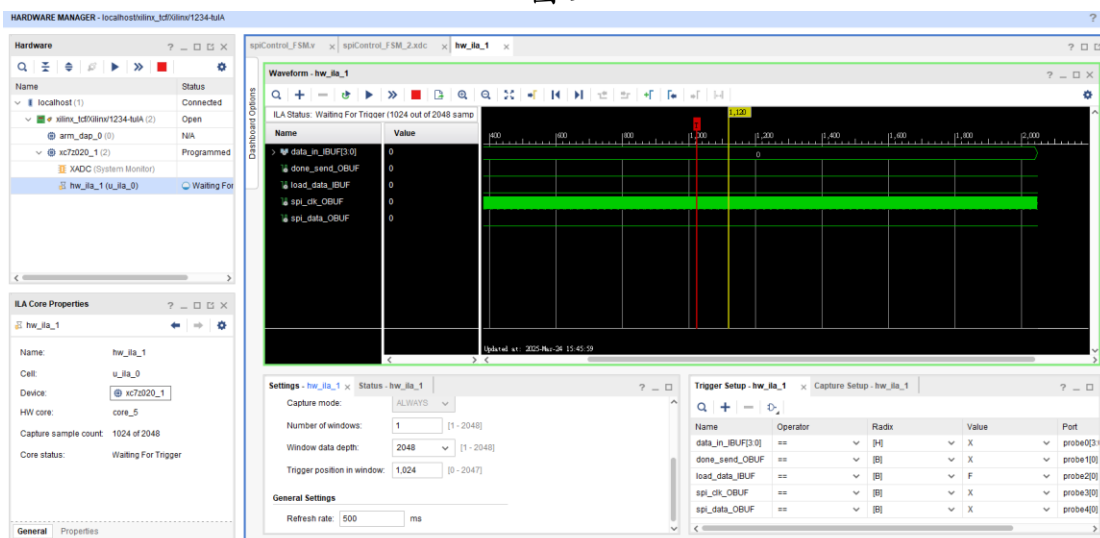 HARDWARE MANAGER - localhost/xilinx_tcf/Xilinx/1234-tulA
Hardware
Name Status
localhost (1) Connected
xilinx_tcf/Xilinx/1234-tulA (2) Open
arm_dap_0 (0) N/A
xc7z020_1 (2) Programmed
XADC (System Monitor)
hw_ila_1 (u_ila_0) Waiting For
ILA Core Properties
hw_ila_1
Name: hw_ila_1
Cell: u_ila_0
Device: xc7z020_1
HW core: core_5
Capture sample count: 1024 of 2048
Core status: Waiting For Trigger
General Properties
spiControl_FSM.v spiControl_FSM_2.xdc hw_ila_1
Dashboard Options
Waveform - hw_ila_1
ILA Status: Waiting For Trigger (1024 out of 2048 samp
Name Value
data_in_IBUF[3:0] 0
done_send_OBUF 0
load_data_IBUF 0
spi_clk_OBUF 0
spi_data_OBUF 0
1,120
400 600 800 1,000 1,200 1,400 1,600 1,800 2,000
0
Updated at: 2025-Mar-24 15:45:59
Settings - hw_ila_1 Status - hw_ila_1
Capture mode: ALWAYS
Number of windows: 1 [1 - 2048]
Window data depth: 2048 [1 - 2048]
Trigger position in window: 1,024 [0 - 2047]
General Settings
Refresh rate: 500 ms
Trigger Setup - hw_ila_1 Capture Setup - hw_ila_1
Name Operator Radix Value Port
data_in_IBUF[3:0] == [H] X probe0[3:
done_send_OBUF == [B] X probe1[0]
load_data_IBUF == [B] F probe2[0]
spi_clk_OBUF == [B] X probe3[0]
spi_data_OBUF == [B] X probe4[0]